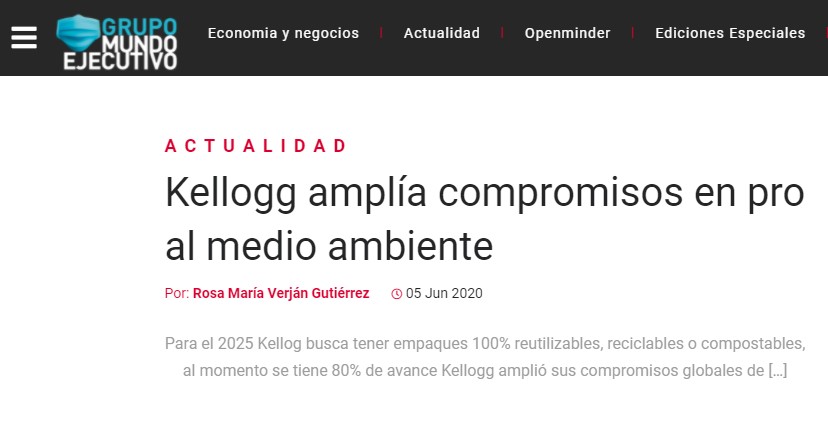 GRUPO
MUNDO
EJECUTIVO
Economia y negocios
Actualidad
Openminder
Ediciones Especiales
ACTUALIDAD
Kellogg amplía compromisos en pro
al medio ambiente
Por: Rosa María Verján Gutiérrez 05 Jun 2020
Para el 2025 Kellog busca tener empaques 100% reutilizables, reciclables o compostables,
al momento se tiene 80% de avance Kellogg amplió sus compromisos globales de [...]